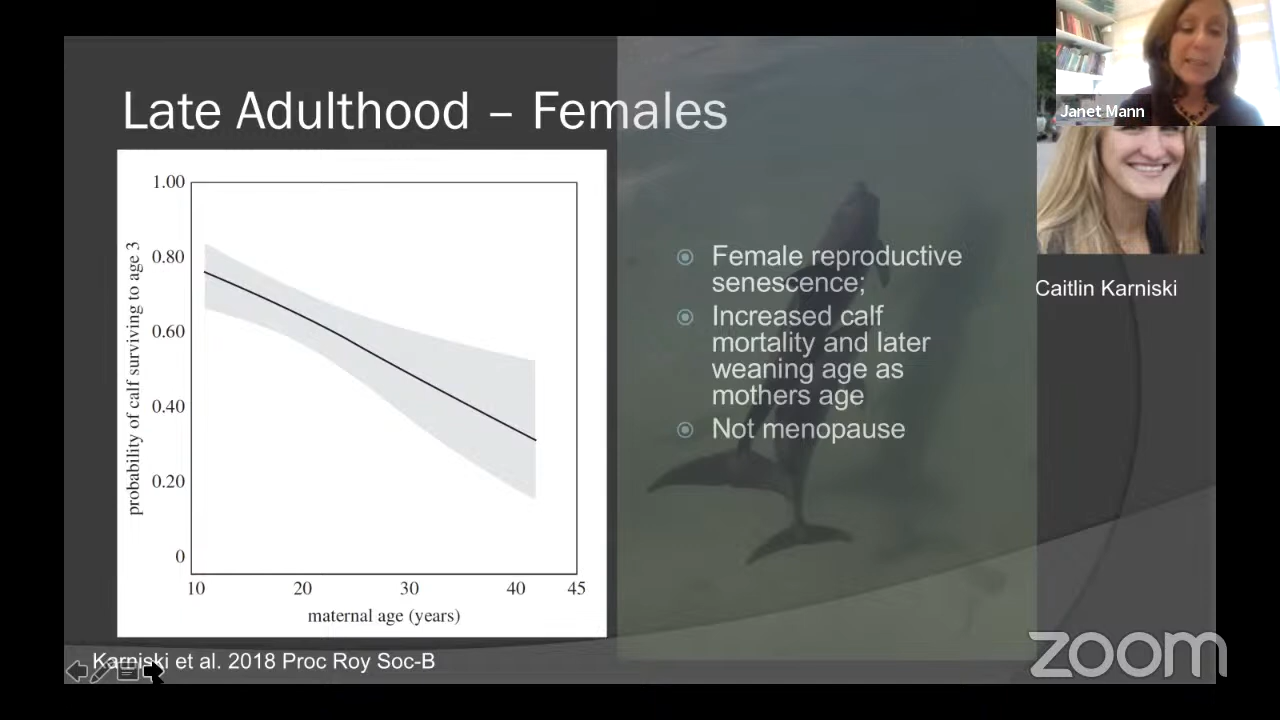 Late Adulthood – Females
Janet Mann
1.00
0.80
0.60
0.40
0.20
0
probability of calf surviving to age 3
10 20 30 40 45
maternal age (years)
Female reproductive
senescence;
Increased calf
mortality and later
weaning age as
mothers age
Not menopause
Caitlin Karniski
Karniski et al. 2018 Proc Roy Soc-B
zoom